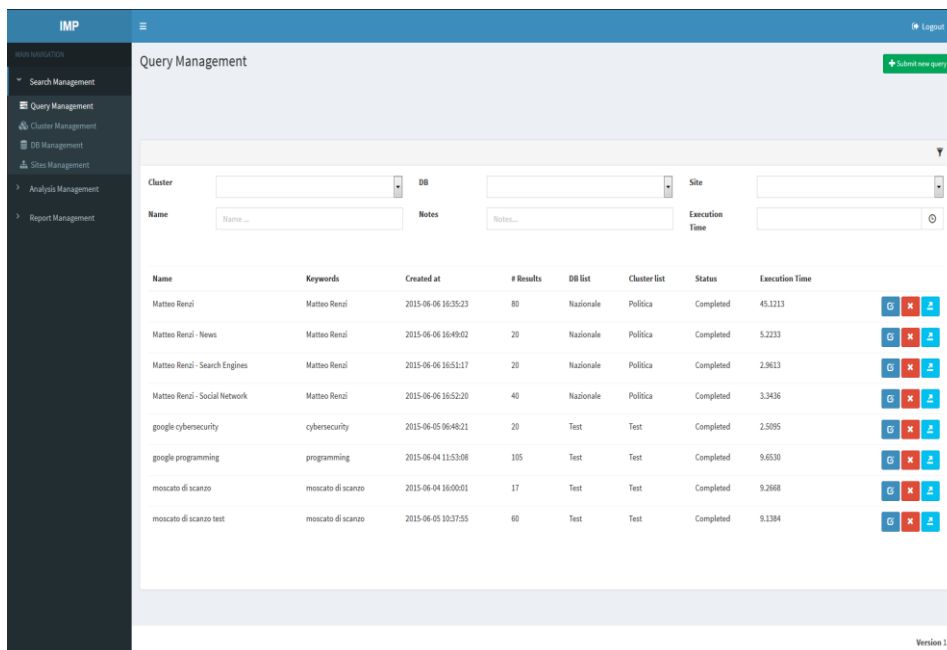 IMP
Logout
MAIN NAVIGATION
Search Management
Query Management
Cluster Management
DB Management
Sites Management
Analysis Management
Report Management
Query Management
Submit new query
Cluster DB Site
Name Name ... Notes Notes... Execution Time
Name Keywords Created at # Results DB list Cluster list Status Execution Time
Matteo Renzi Matteo Renzi 2015-06-06 16:35:23 80 Nazionale Politica Completed 45.1213
Matteo Renzi - News Matteo Renzi 2015-06-06 16:49:02 20 Nazionale Politica Completed 5.2233
Matteo Renzi - Search Engines Matteo Renzi 2015-06-06 16:51:17 20 Nazionale Politica Completed 2.9613
Matteo Renzi - Social Network Matteo Renzi 2015-06-06 16:52:20 40 Nazionale Politica Completed 3.3436
google cybersecurity cybersecurity 2015-06-05 06:48:21 20 Test Test Completed 2.5095
google programming programming 2015-06-04 11:53:08 105 Test Test Completed 9.6530
moscato di scanzo moscato di scanzo 2015-06-04 16:00:01 17 Test Test Completed 9.2668
moscato di scanzo test moscato di scanzo 2015-06-05 10:37:55 60 Test Test Completed 9.1384
Version 1